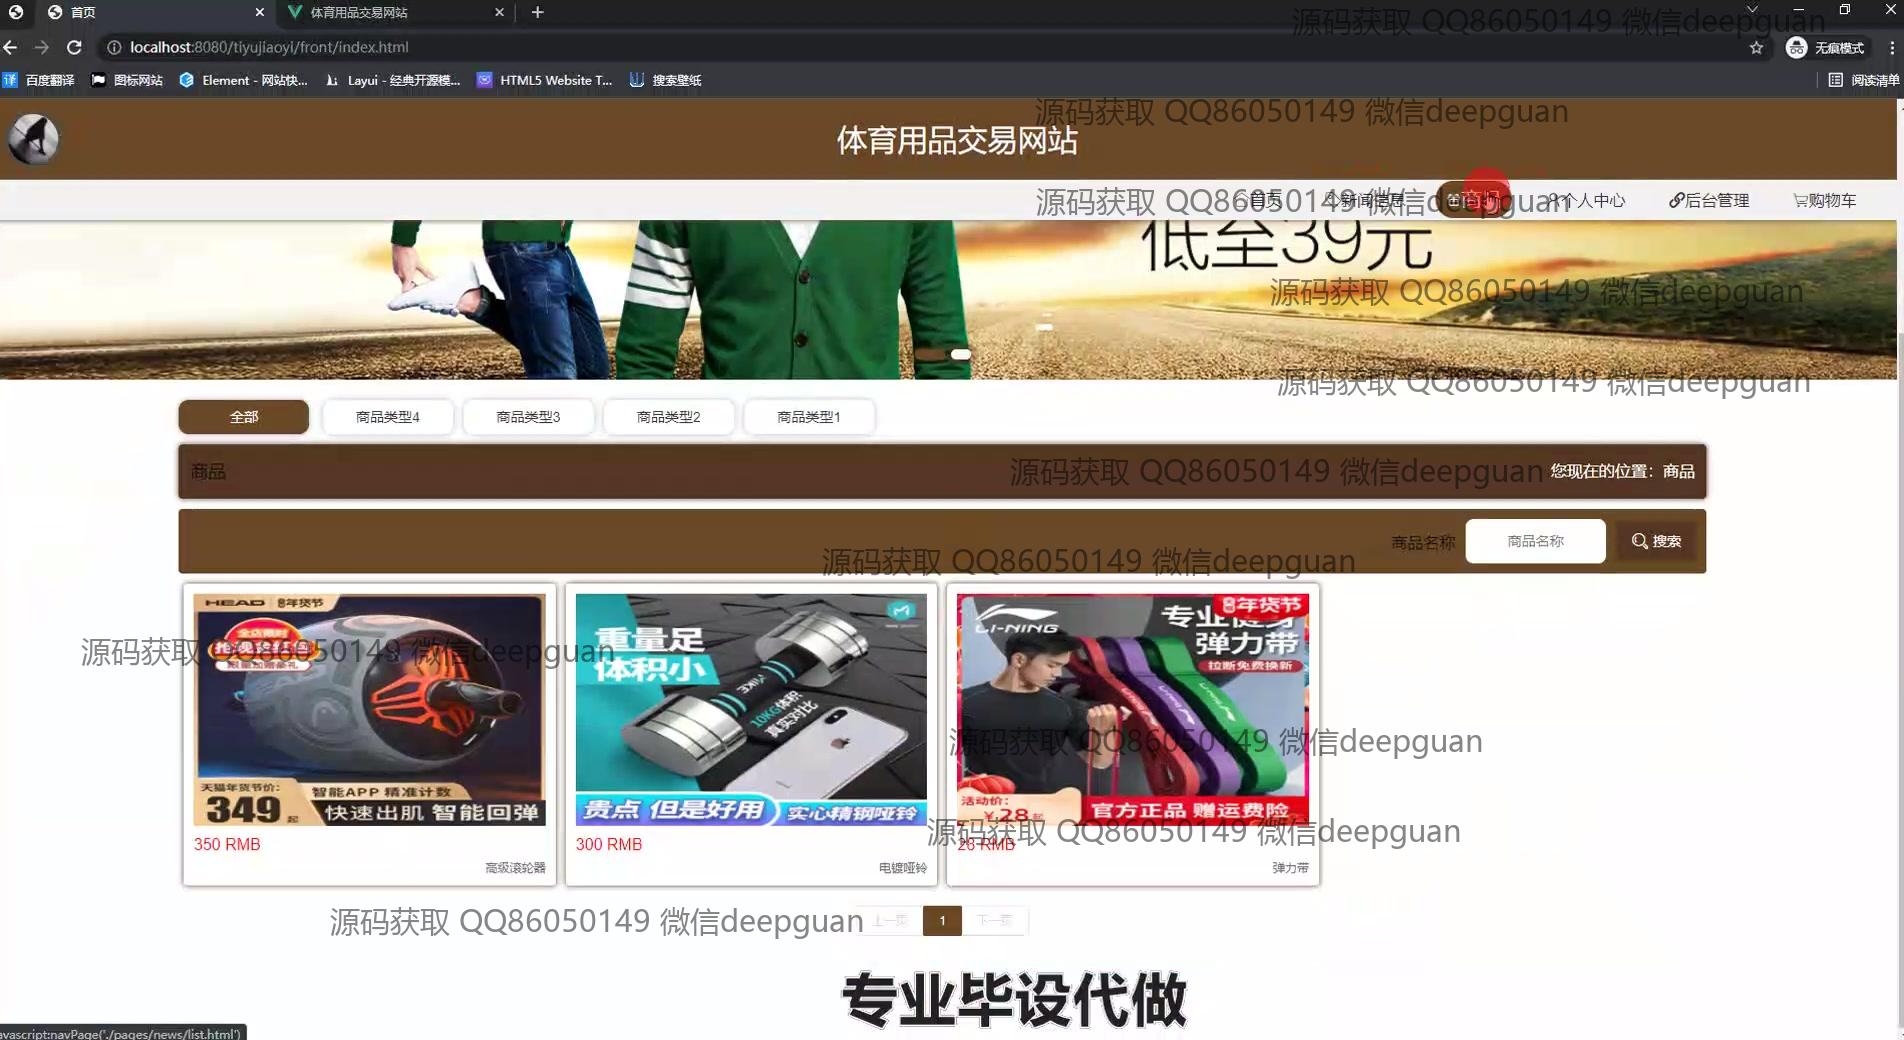 首页
体育用品交易网站
源码获取 QQ86050149 微信deepguan
localhost:8080/tiyujiaoyi/front/index.html
无痕模式
译 百度翻译
图标网站
Element - 网站快...
Layui - 经典开源模...
HTML5 Website T...
搜索壁纸
阅读清单
源码获取 QQ86050149 微信deepguan
体育用品交易网站
源码获取 QQ86050149 微信deepguan
首页
新闻信息
商品
个人中心
后台管理
购物车
低至39元
源码获取 QQ86050149 微信deepguan
源码获取 QQ86050149 微信deepguan
全部
商品类型4
商品类型3
商品类型2
商品类型1
商品
源码获取 QQ86050149 微信deepguan
您现在的位置：商品
商品名称
商品名称
搜索
源码获取 QQ86050149 微信deepguan
HEAD
年货节
源码获取 QQ86050149 微信deepguan
天猫年货节价:
349起
智能APP 精准计数
快速出肌 智能回弹
350 RMB
高级滚轮器
重量足
体积小
10KG体积
真实对比
贵点 但是好用
实心精钢哑铃
300 RMB
电镀哑铃
LI-NING
年货节
专业健身
弹力带
拉断免费换新
源码获取 QQ86050149 微信deepguan
活动价:
¥28起
官方正品 赠运费险
源码获取 QQ86050149 微信deepguan
28 RMB
弹力带
源码获取 QQ86050149 微信deepguan
上一页
1
下一页
专业毕设代做
avascript:navPage('./pages/news/list.html')